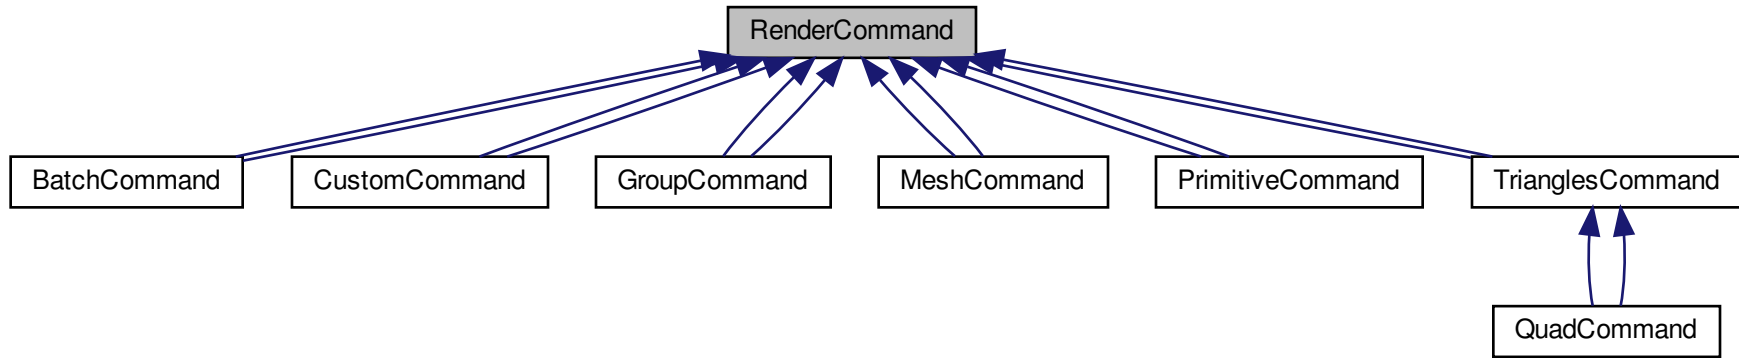 RenderCommand
BatchCommand
CustomCommand
GroupCommand
MeshCommand
PrimitiveCommand
TrianglesCommand
QuadCommand